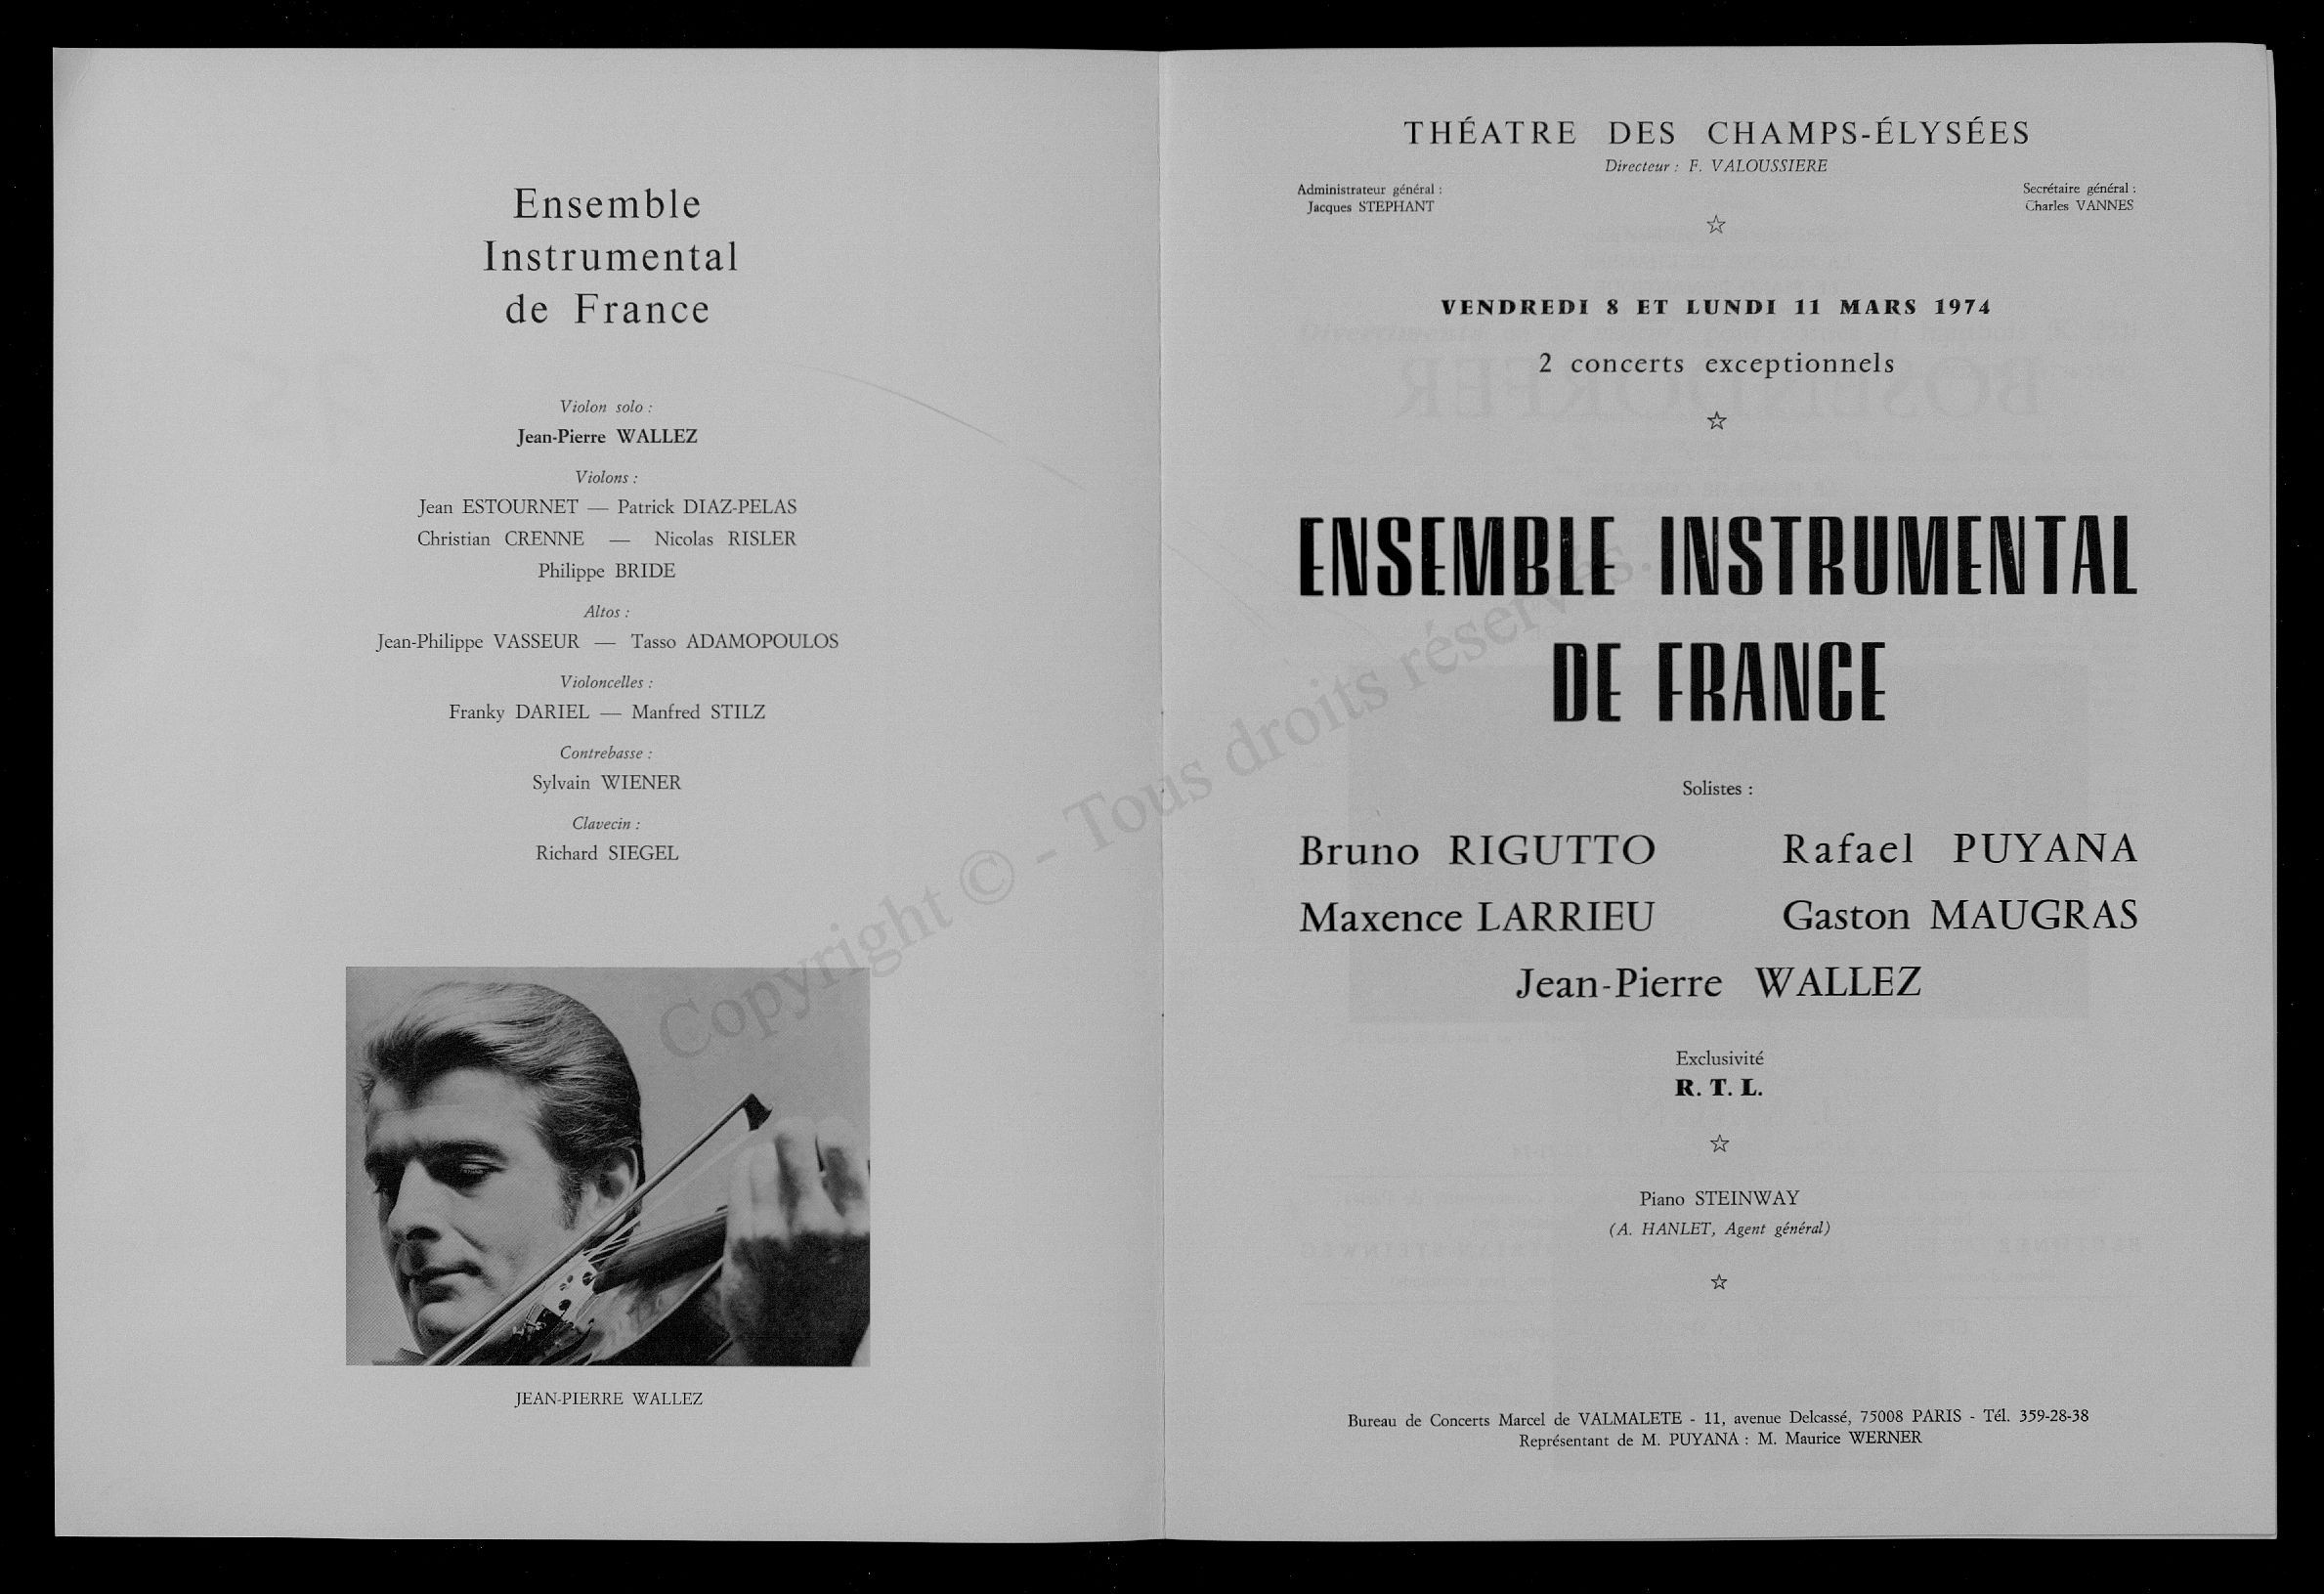 Ensemble
Instrumental
de France
Violon solo :
Jean-Pierre WALLEZ
Violons :
Jean ESTOURNET — Patrick DIAZ-PELAS
Christian CRENNE — Nicolas RISLER
Philippe BRIDE
Altos :
Jean-Philippe VASSEUR — Tasso ADAMOPOULOS
Violoncelles :
Franky DARIEL — Manfred STILZ
Contrebasse :
Sylvain WIENER
Clavecin :
Richard SIEGEL
JEAN-PIERRE WALLEZ
THÉATRE DES CHAMPS-ÉLYSÉES
Directeur : F. VALOUSSIERE
Administrateur général :
Jacques STEPHANT
Secrétaire général :
Charles VANNES
VENDREDI 8 ET LUNDI 11 MARS 1974
2 concerts exceptionnels
ENSEMBLE INSTRUMENTAL
DE FRANCE
Solistes :
Bruno RIGUTTO Rafael PUYANA
Maxence LARRIEU Gaston MAUGRAS
Jean-Pierre WALLEZ
Exclusivité
R. T. L.
Piano STEINWAY
(A. HANLET, Agent général)
Bureau de Concerts Marcel de VALMALETE - 11, avenue Delcassé, 75008 PARIS - Tél. 359-28-38
Représentant de M. PUYANA : M. Maurice WERNER
Copyright © - Tous droits réservés.